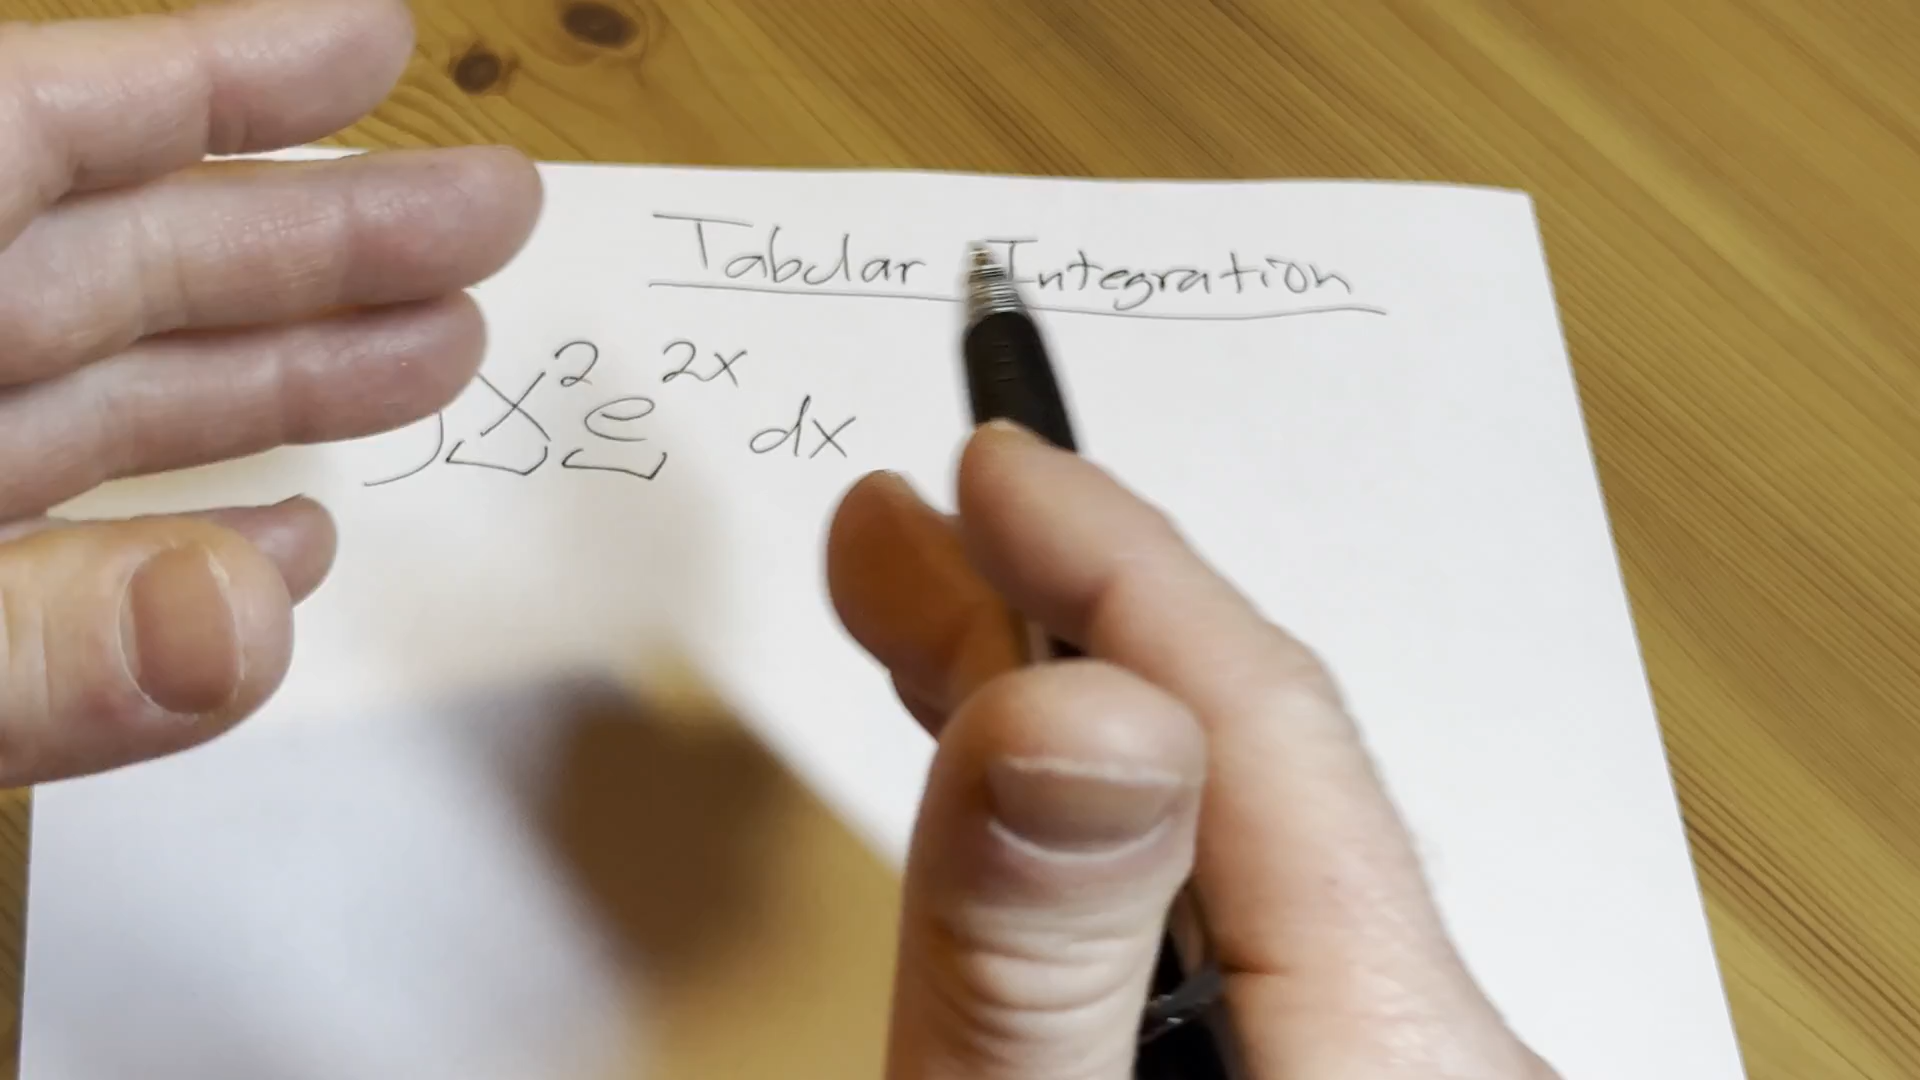 Tabular Integration
∫x²e²ˣ dx